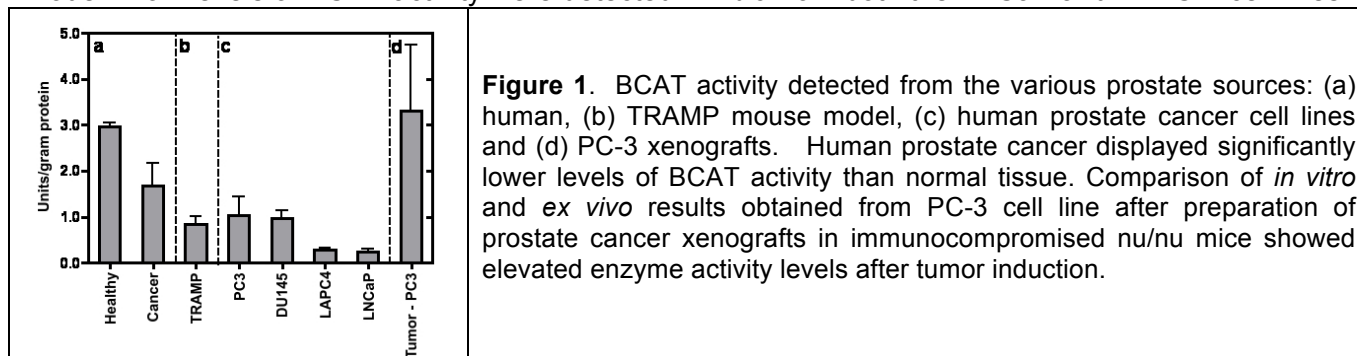 5.0
a
b
c
d
4.0
3.0
2.0
1.0
0.0
Units/gram protein
Healthy
Cancer
TRAMP
PC3
DU145
LAPC4
LNCaP
Tumor - PC3
Figure 1. BCAT activity detected from the various prostate sources: (a)
human, (b) TRAMP mouse model, (c) human prostate cancer cell lines
and (d) PC-3 xenografts. Human prostate cancer displayed significantly
lower levels of BCAT activity than normal tissue. Comparison of in vitro
and ex vivo results obtained from PC-3 cell line after preparation of
prostate cancer xenografts in immunocompromised nu/nu mice showed
elevated enzyme activity levels after tumor induction.